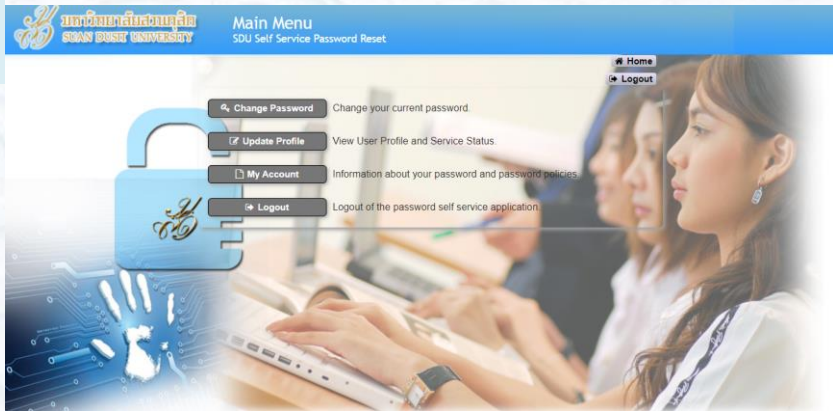 มหาวิทยาลัยสวนดุสิต
SUAN DUSIT UNIVERSITY
Main Menu
SDU Self Service Password Reset
Home
Logout
Change Password Change your current password.
Update Profile View User Profile and Service Status
My Account Information about your password and password policies
Logout Logout of the password self service application.